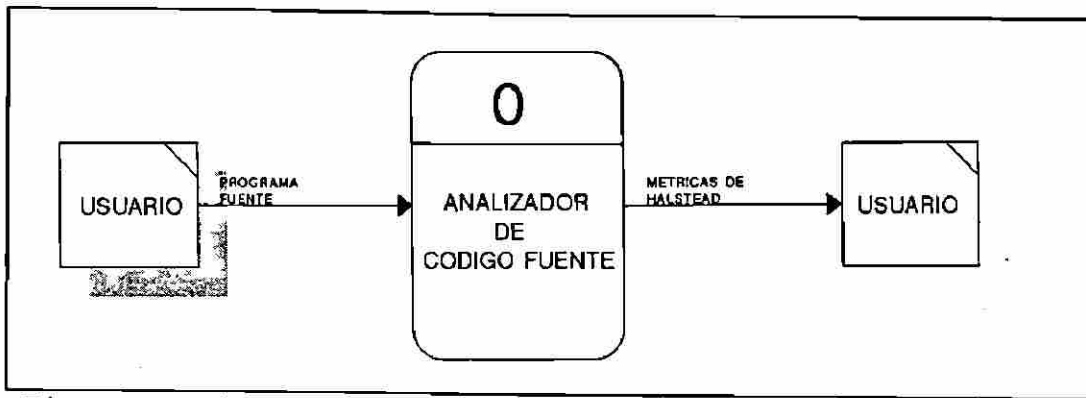 0
USUARIO
PROGRAMA
FUENTE
ANALIZADOR
DE
CODIGO FUENTE
METRICAS DE
HALSTEAD
USUARIO